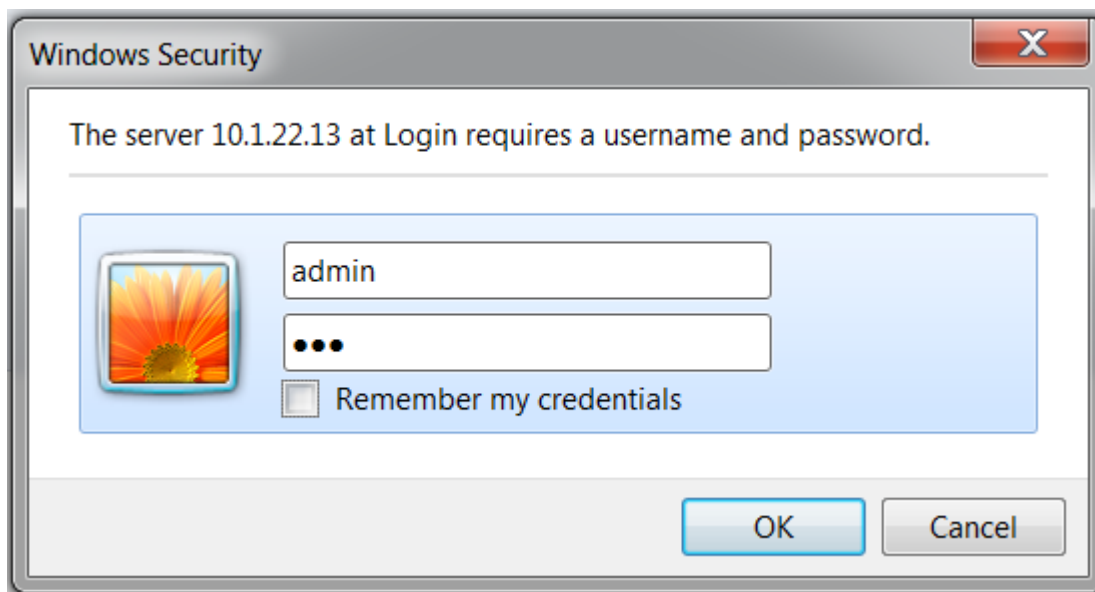 Windows Security
The server 10.1.22.13 at Login requires a username and password.
admin
●●●
Remember my credentials
OK
Cancel